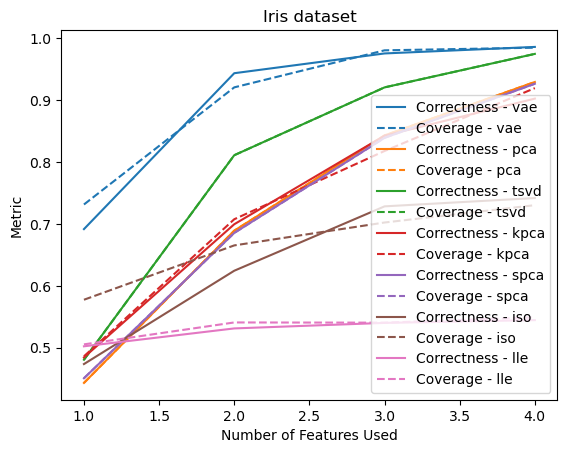 Iris dataset
1.0
0.9
0.8
0.7
0.6
0.5
Metric
Correctness - vae
Coverage - vae
Correctness - pca
Coverage - pca
Correctness - tsvd
Coverage - tsvd
Correctness - kpca
Coverage - kpca
Correctness - spca
Coverage - spca
Correctness - iso
Coverage - iso
Correctness - lle
Coverage - lle
1.0 1.5 2.0 2.5 3.0 3.5 4.0
Number of Features Used